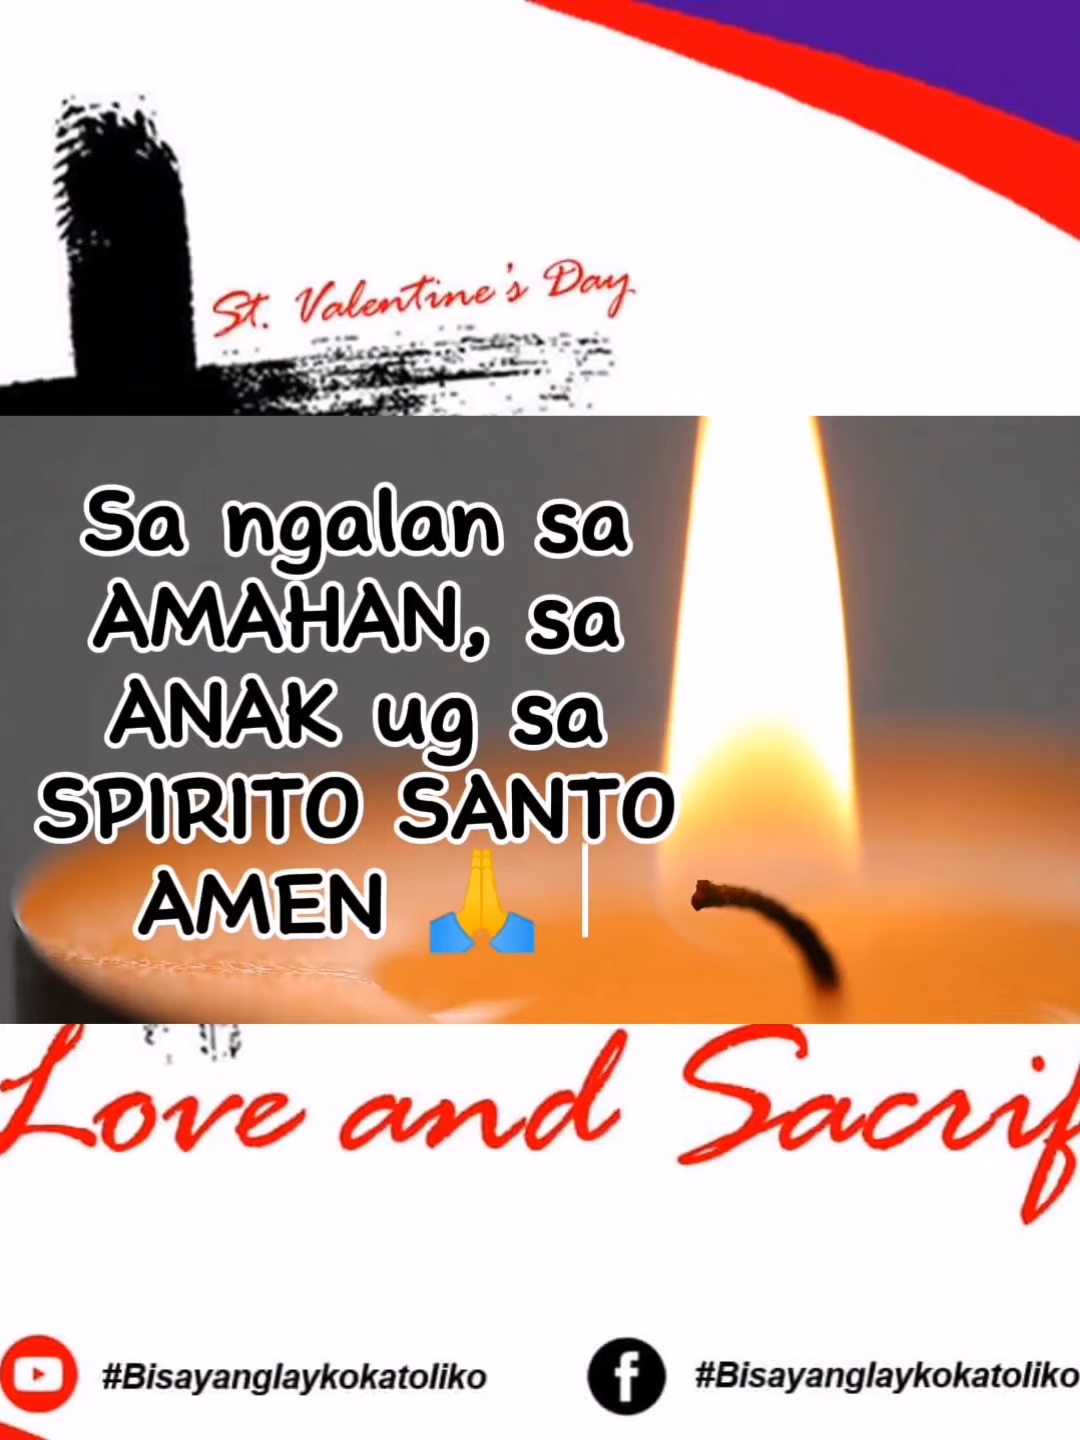 St. Valentine's Day
Sa ngalan sa
AMAHAN, sa
ANAK ug sa
SPIRITO SANTO
AMEN 🙏
Love and Sacrif
#Bisayanglaykokatoliko
#Bisayanglaykokatoliko